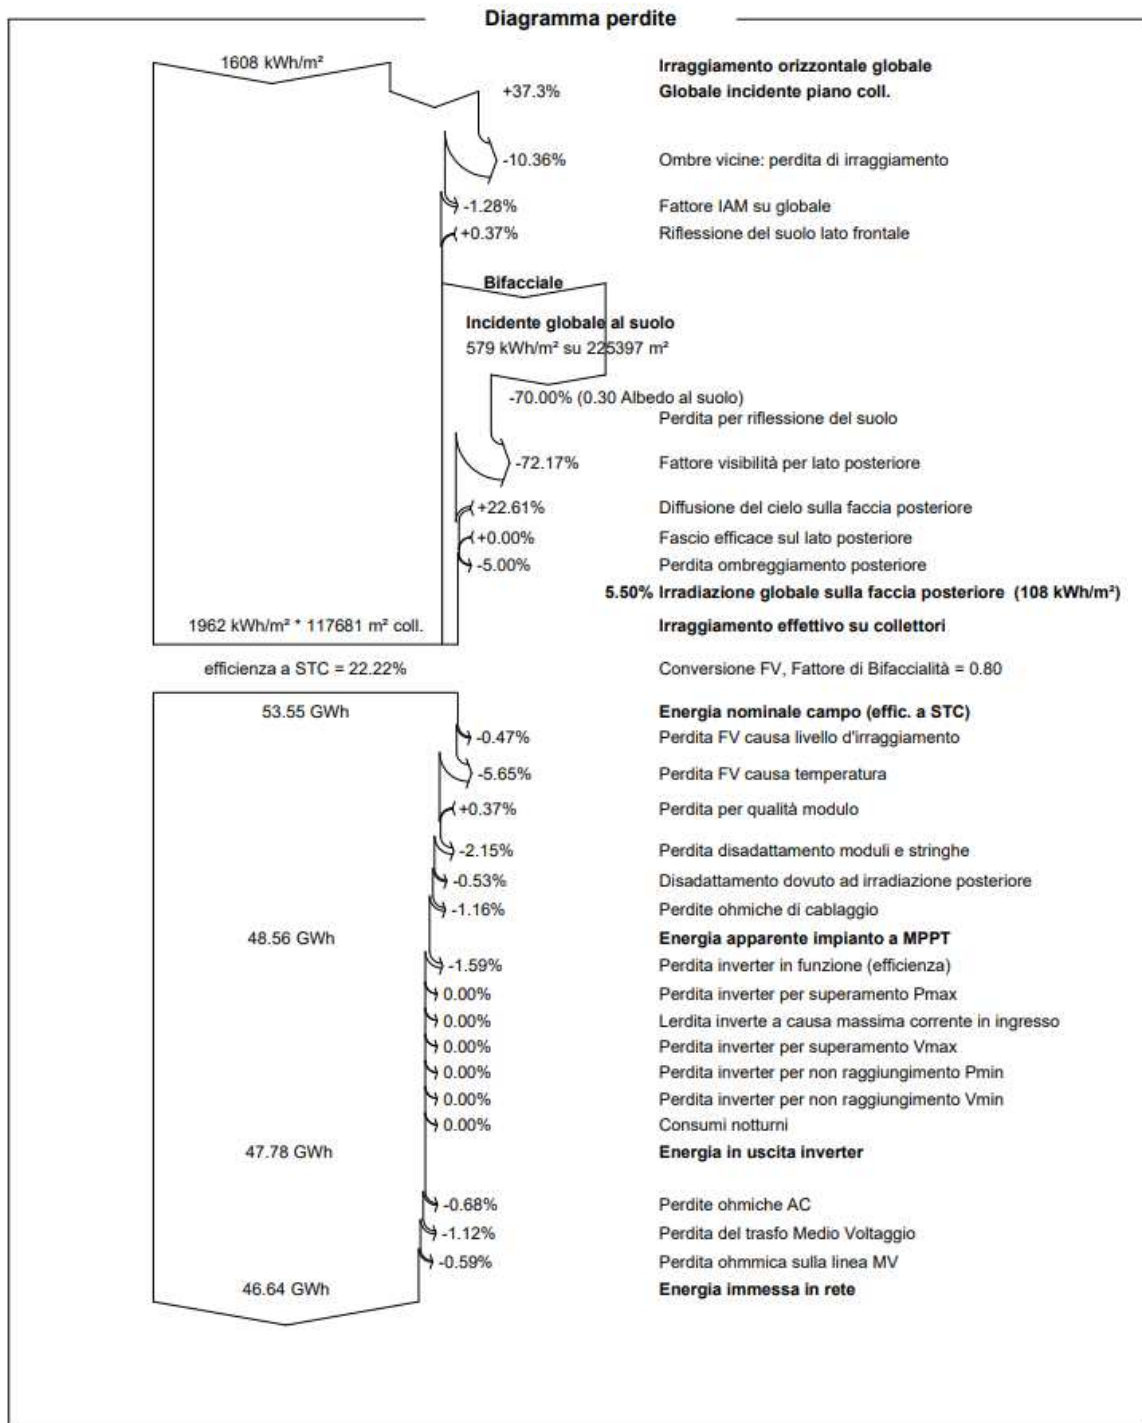 Diagramma perdite
1608 kWh/m² Irraggiamento orizzontale globale
+37.3% Globale incidente piano coll.
-10.36% Ombre vicine: perdita di irraggiamento
-1.28% Fattore IAM su globale
+0.37% Riflessione del suolo lato frontale
Bifacciale
Incidente globale al suolo
579 kWh/m² su 225397 m²
-70.00% (0.30 Albedo al suolo)
Perdita per riflessione del suolo
-72.17% Fattore visibilità per lato posteriore
+22.61% Diffusione del cielo sulla faccia posteriore
+0.00% Fascio efficace sul lato posteriore
-5.00% Perdita ombreggiamento posteriore
5.50% Irradiazione globale sulla faccia posteriore (108 kWh/m²)
1962 kWh/m² * 117681 m² coll. Irraggiamento effettivo su collettori
efficienza a STC = 22.22% Conversione FV, Fattore di Bifaccialità = 0.80
53.55 GWh Energia nominale campo (effic. a STC)
-0.47% Perdita FV causa livello d'irraggiamento
-5.65% Perdita FV causa temperatura
+0.37% Perdita per qualità modulo
-2.15% Perdita disadattamento moduli e stringhe
-0.53% Disadattamento dovuto ad irradiazione posteriore
-1.16% Perdite ohmiche di cablaggio
48.56 GWh Energia apparente impianto a MPPT
-1.59% Perdita inverter in funzione (efficienza)
0.00% Perdita inverter per superamento Pmax
0.00% Lerdita inverte a causa massima corrente in ingresso
0.00% Perdita inverter per superamento Vmax
0.00% Perdita inverter per non raggiungimento Pmin
0.00% Perdita inverter per non raggiungimento Vmin
0.00% Consumi notturni
47.78 GWh Energia in uscita inverter
-0.68% Perdite ohmiche AC
-1.12% Perdita del trasfo Medio Voltaggio
-0.59% Perdita ohmmica sulla linea MV
46.64 GWh Energia immessa in rete